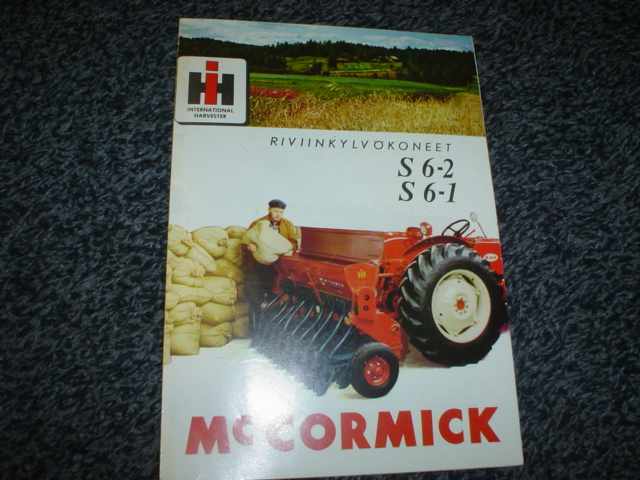 IH
INTERNATIONAL
HARVESTER
RIVIINKYLVÖKONEET
S 6-2
S 6-1
McCORMICK